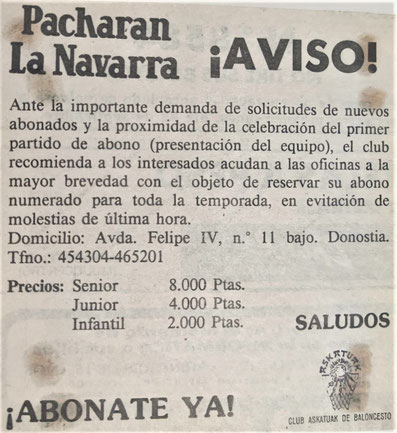 Pacharan
La Navarra
¡AVISO!
Ante la importante demanda de solicitudes de nuevos
abonados y la proximidad de la celebración del primer
partido de abono (presentación del equipo), el club
recomienda a los interesados acudan a las oficinas a la
mayor brevedad con el objeto de reservar su abono
numerado para toda la temporada, en evitación de
molestias de última hora.
Domicilio: Avda. Felipe IV, n.° 11 bajo. Donostia.
Tfno.: 454304-465201
Precios: Senior 8.000 Ptas.
Junior 4.000 Ptas.
Infantil 2.000 Ptas.
SALUDOS
ASKATUAK
¡ABONATE YA!
CLUB ASKATUAK DE BALONCESTO